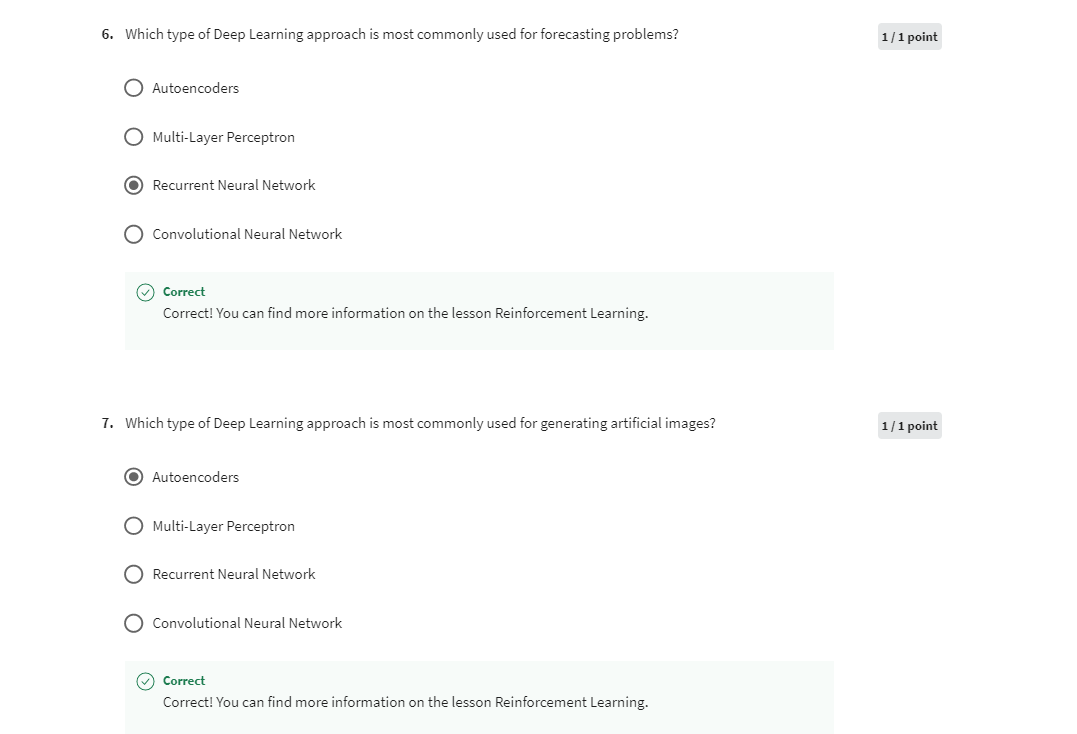 6. Which type of Deep Learning approach is most commonly used for forecasting problems?
1 / 1 point
Autoencoders
Multi-Layer Perceptron
Recurrent Neural Network
Convolutional Neural Network
Correct
Correct! You can find more information on the lesson Reinforcement Learning.
7. Which type of Deep Learning approach is most commonly used for generating artificial images?
1 / 1 point
Autoencoders
Multi-Layer Perceptron
Recurrent Neural Network
Convolutional Neural Network
Correct
Correct! You can find more information on the lesson Reinforcement Learning.